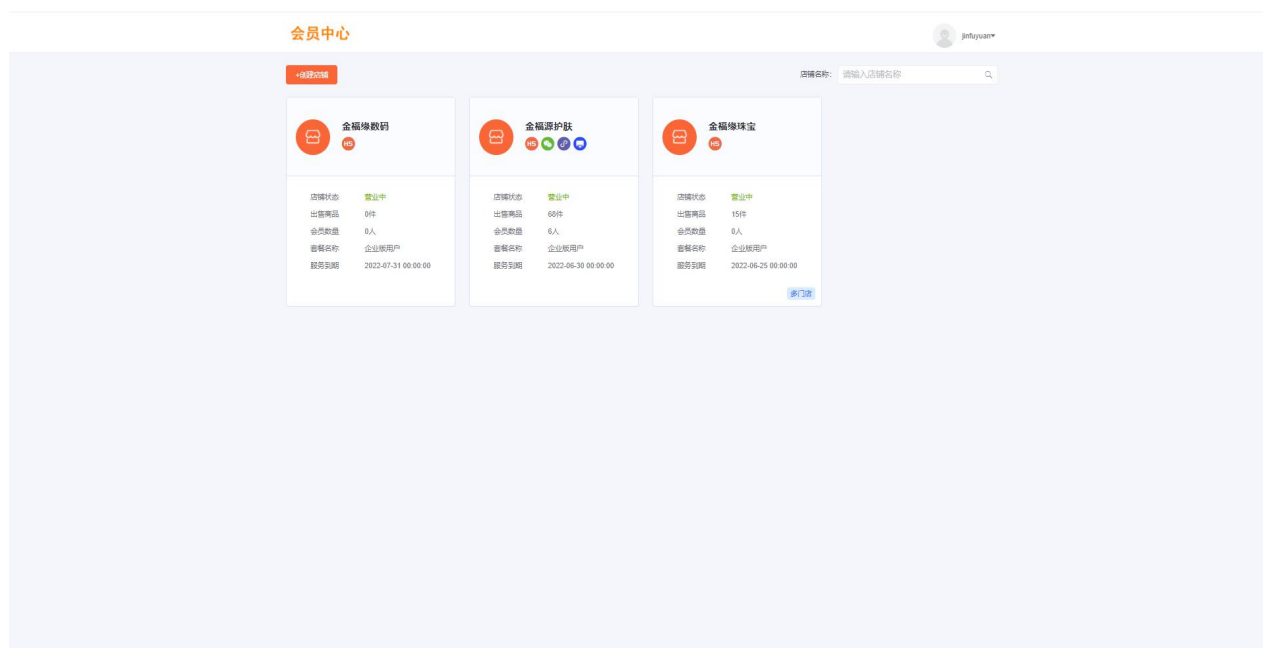 会员中心
jinfuyuan
+创建店铺
店铺名称: 请输入店铺名称
金福缘数码
H5
店铺状态 营业中
出售商品 0件
会员数量 0人
套餐名称 企业版用户
服务到期 2022-07-31 00:00:00
金福源护肤
H5
店铺状态 营业中
出售商品 68件
会员数量 6人
套餐名称 企业版用户
服务到期 2022-06-30 00:00:00
金福缘珠宝
H5
店铺状态 营业中
出售商品 15件
会员数量 0人
套餐名称 企业版用户
服务到期 2022-06-25 00:00:00
多门店